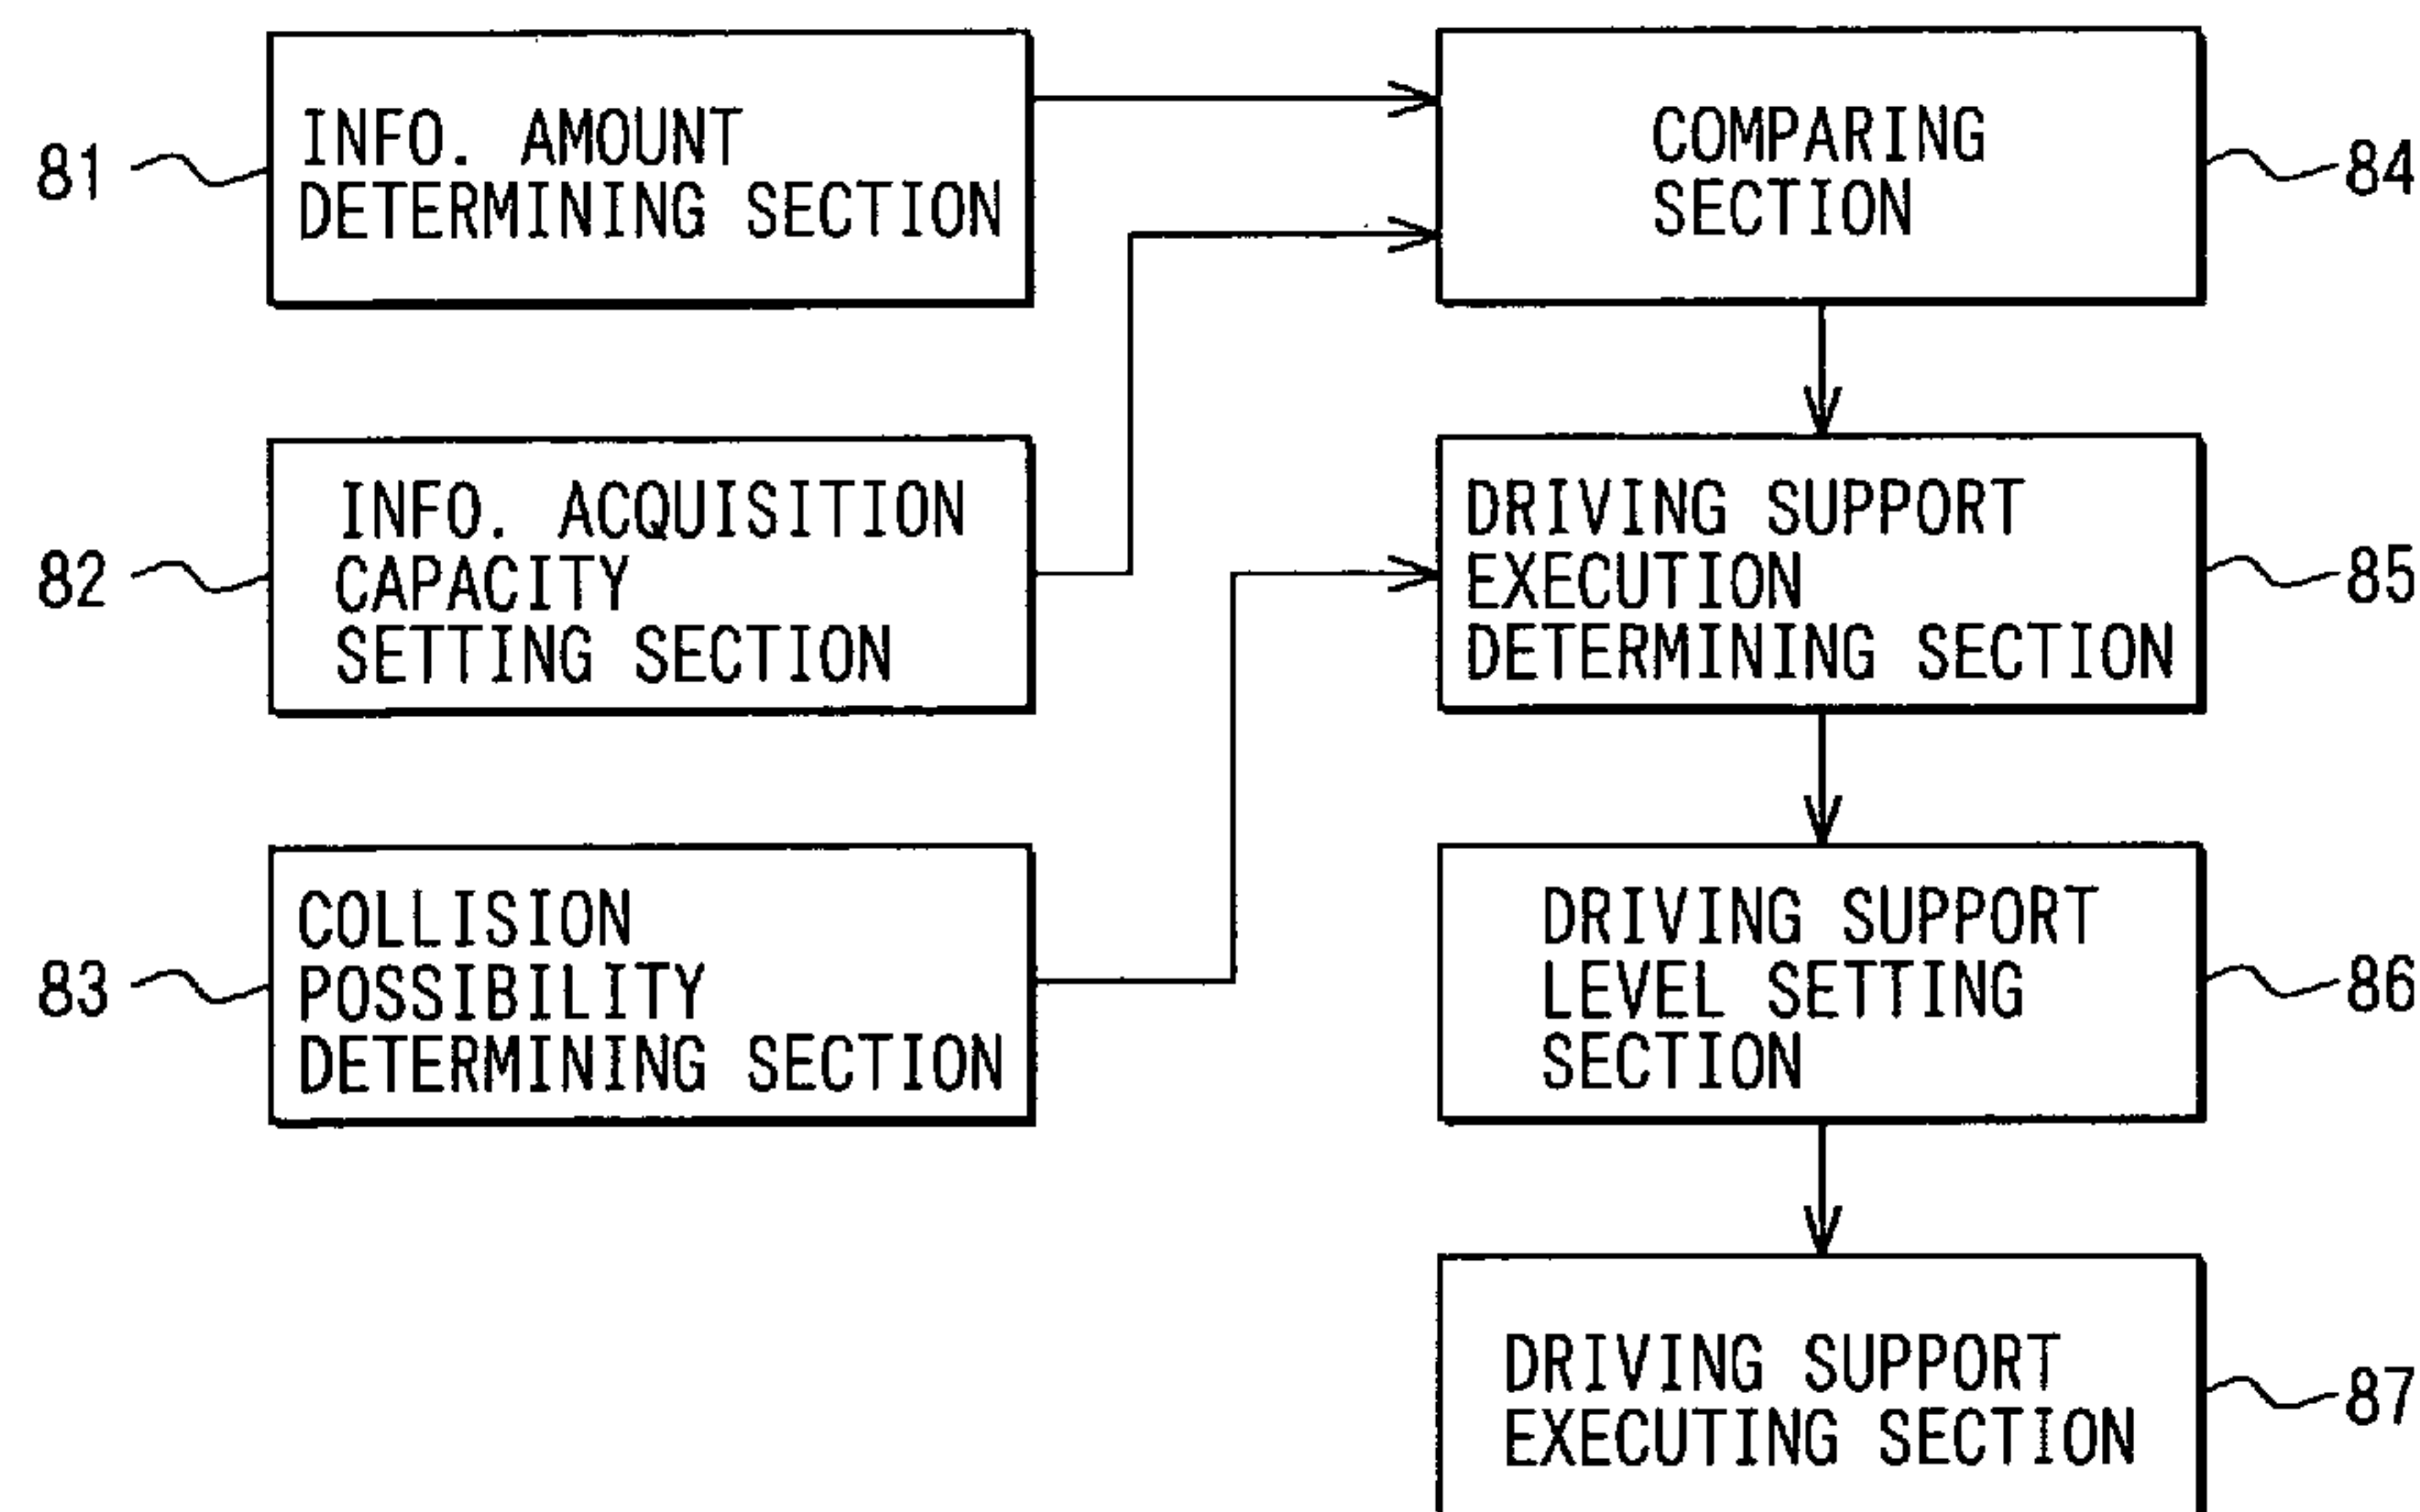 81
INFO. AMOUNT
DETERMINING SECTION
COMPARING
SECTION
84
82
INFO. ACQUISITION
CAPACITY
SETTING SECTION
DRIVING SUPPORT
EXECUTION
DETERMINING SECTION
85
83
COLLISION
POSSIBILITY
DETERMINING SECTION
DRIVING SUPPORT
LEVEL SETTING
SECTION
86
DRIVING SUPPORT
EXECUTING SECTION
87